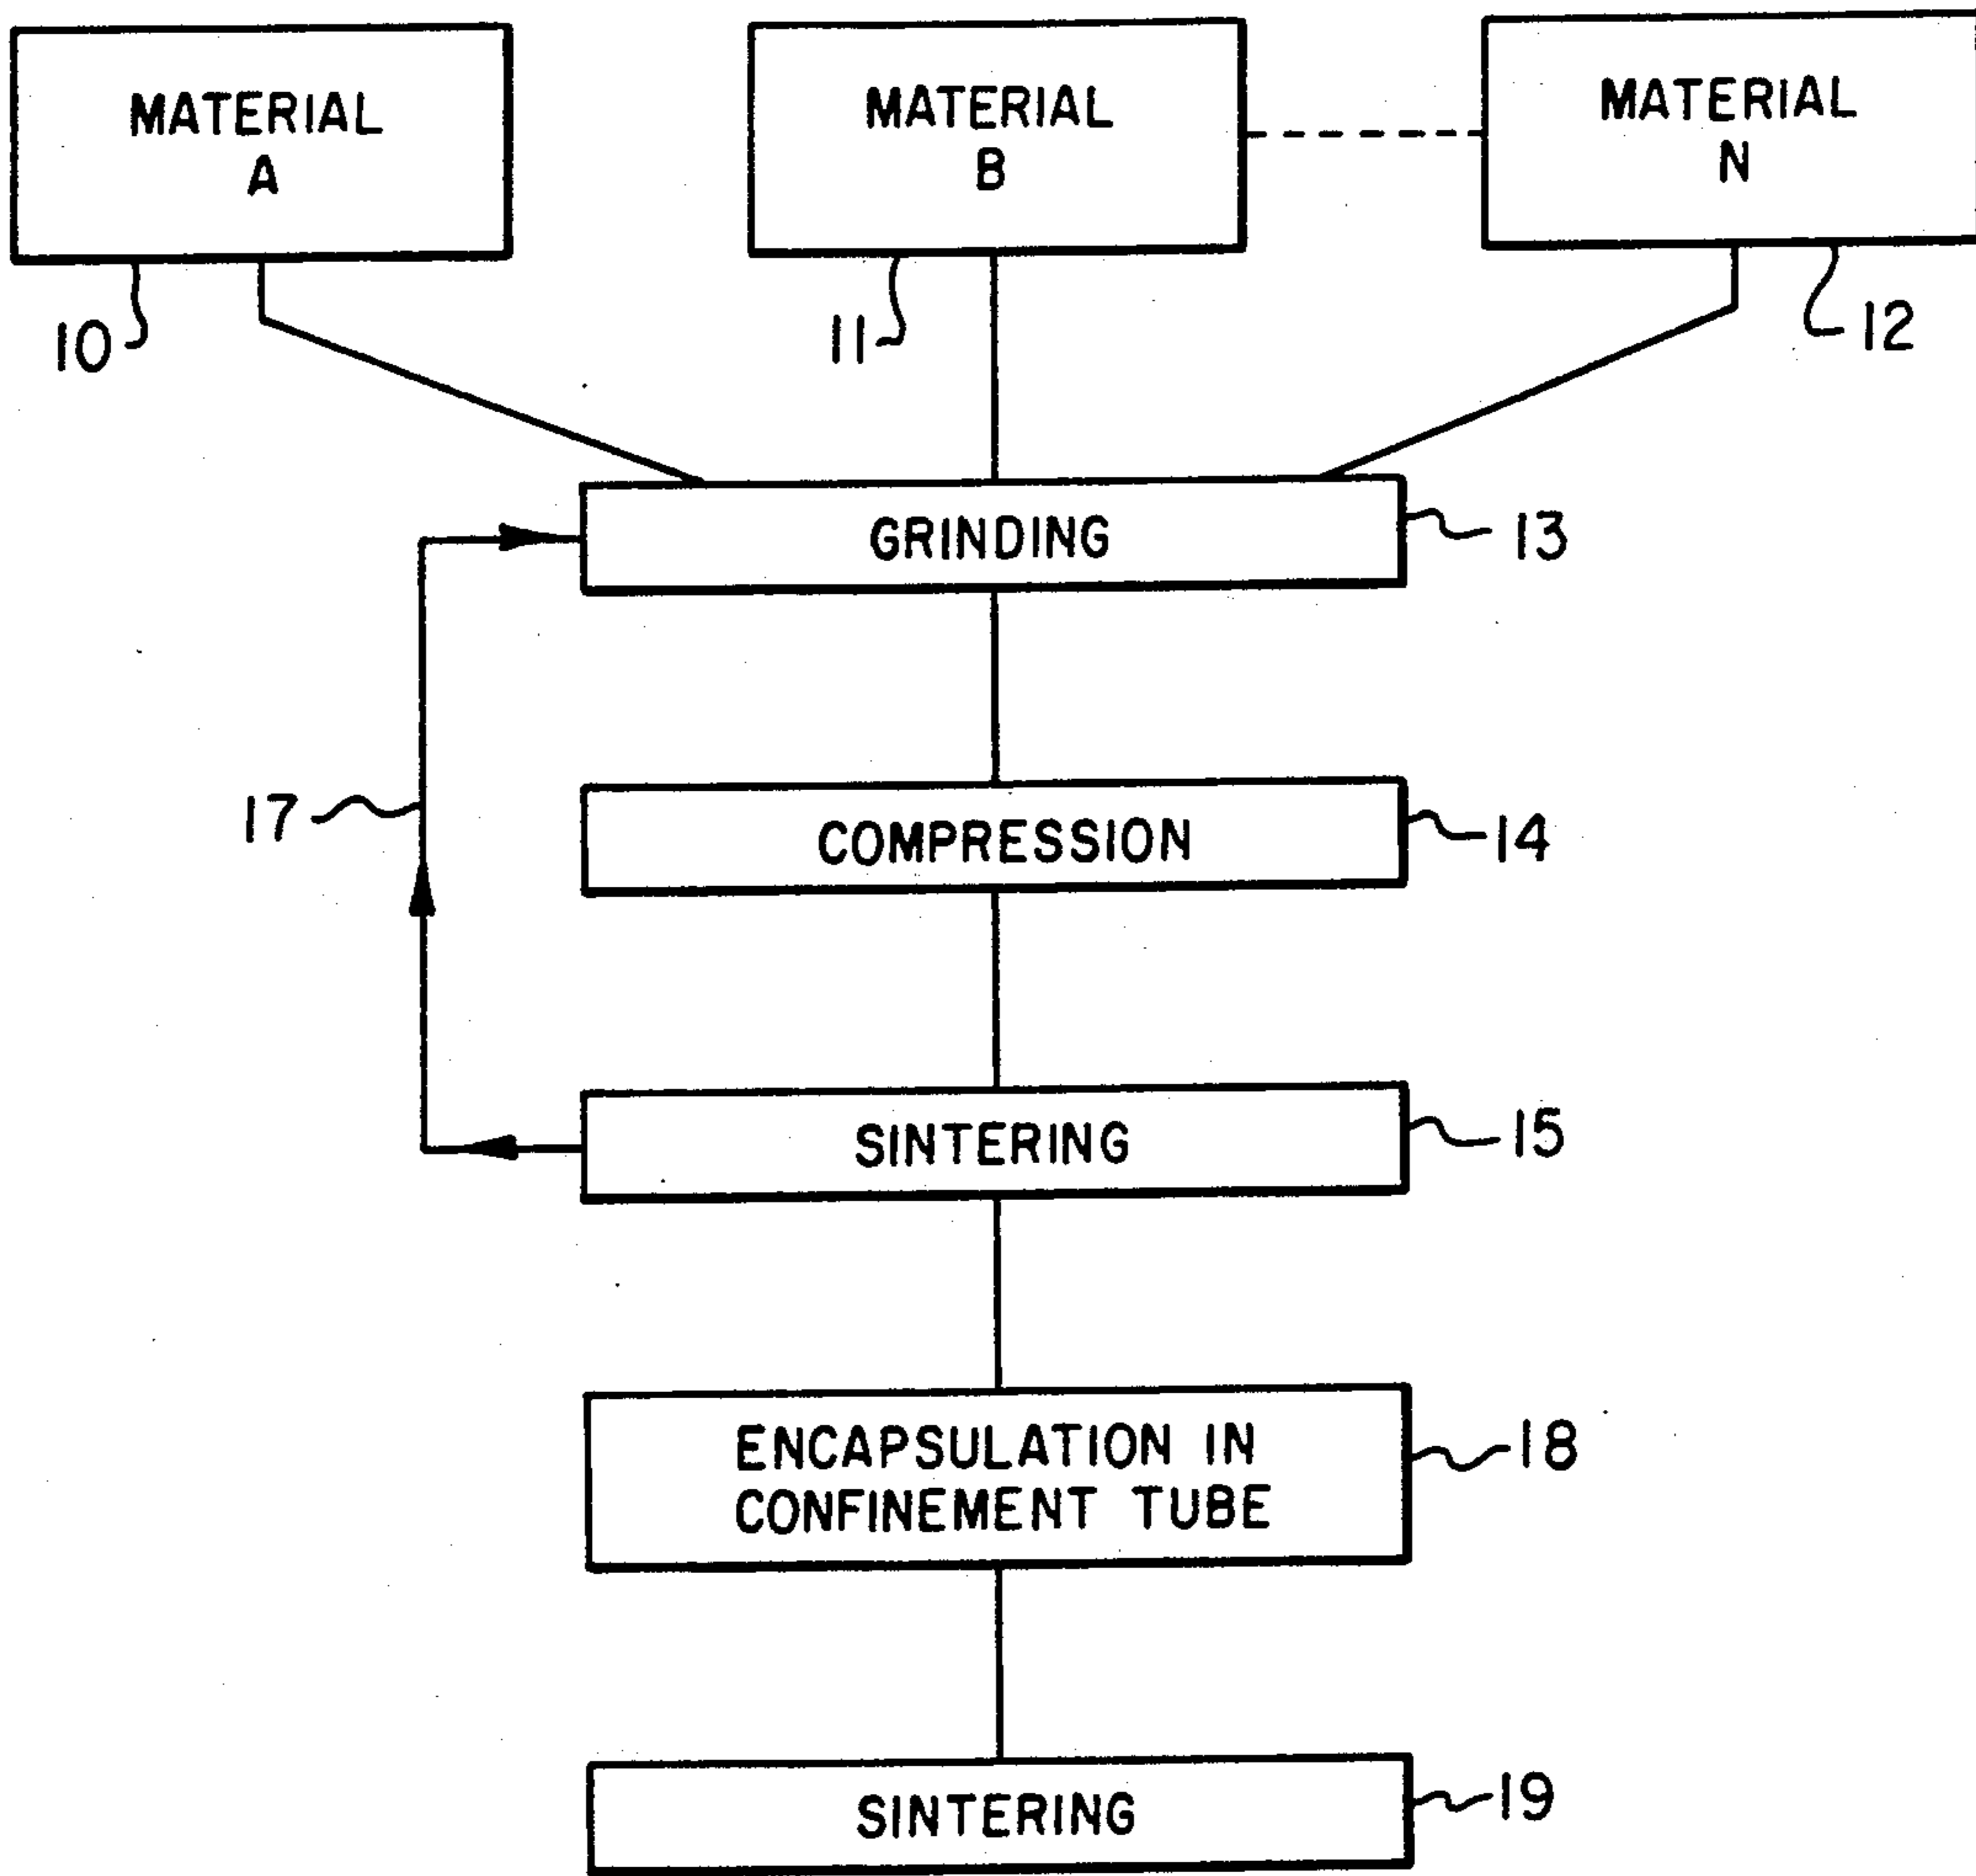 MATERIAL
A
MATERIAL
B
MATERIAL
N
10
11
12
GRINDING
13
17
COMPRESSION
14
SINTERING
15
ENCAPSULATION IN
CONFINEMENT TUBE
18
SINTERING
19